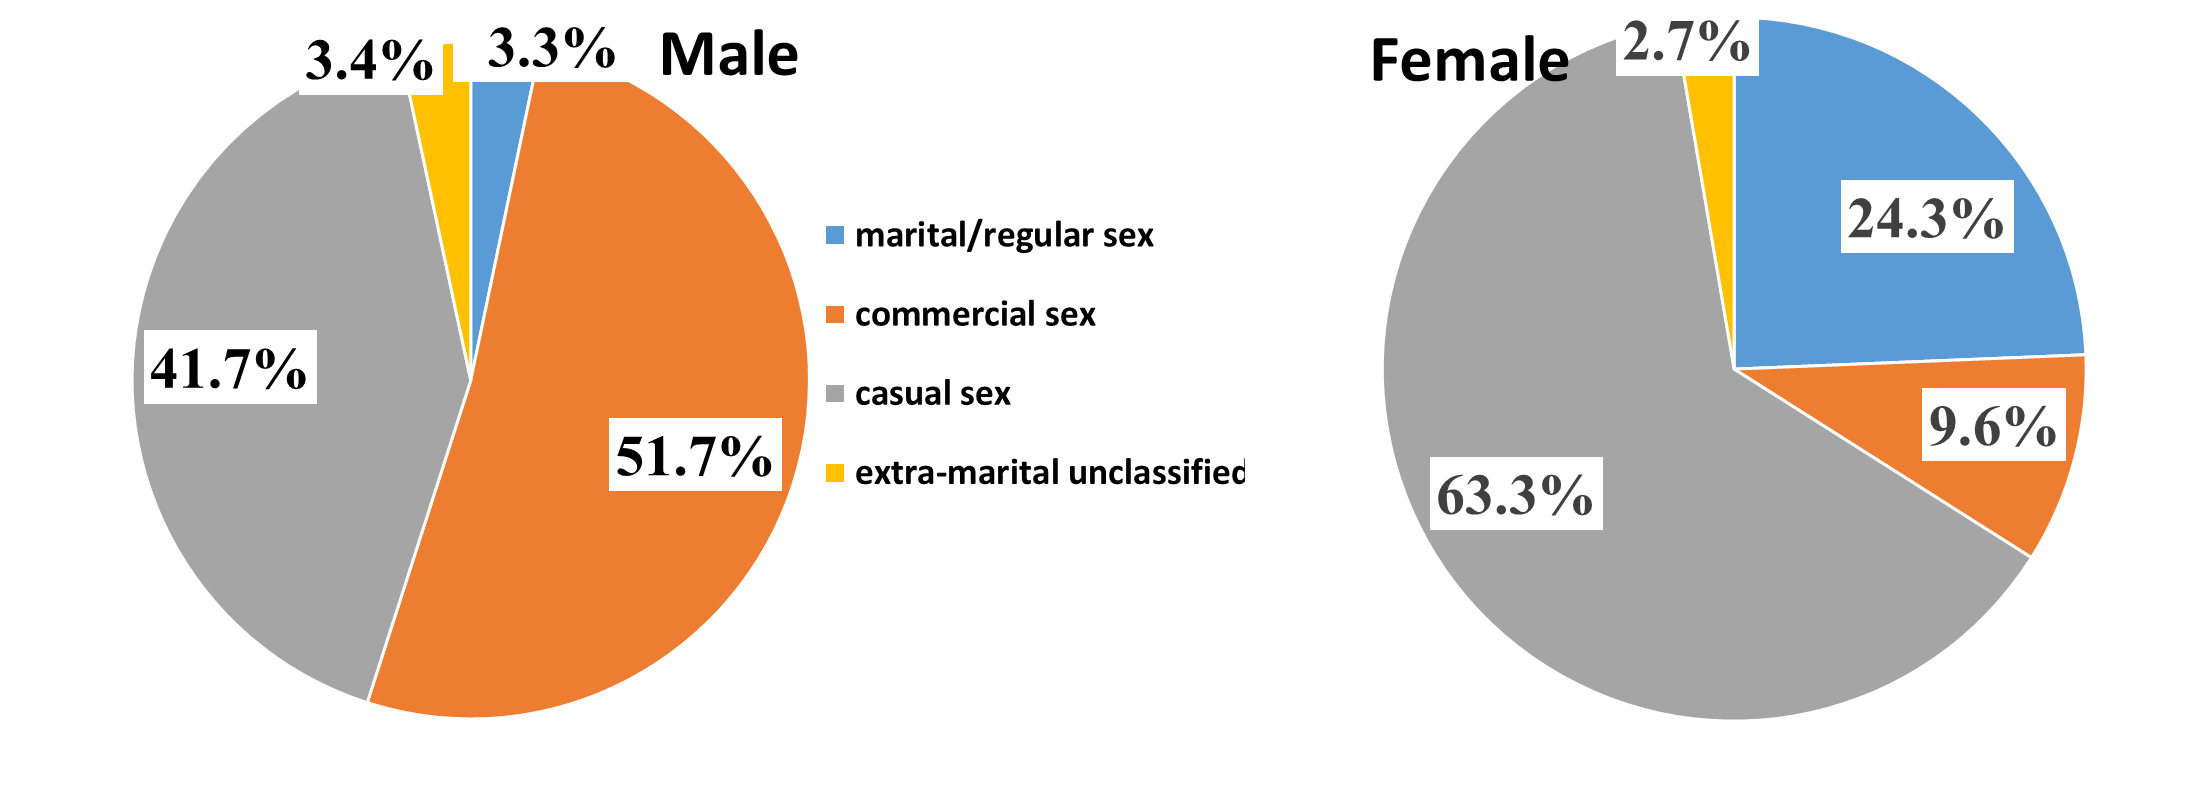 Male
3.4%
3.3%
41.7%
51.7%
marital/regular sex
commercial sex
casual sex
extra-marital unclassified
Female
2.7%
24.3%
9.6%
63.3%